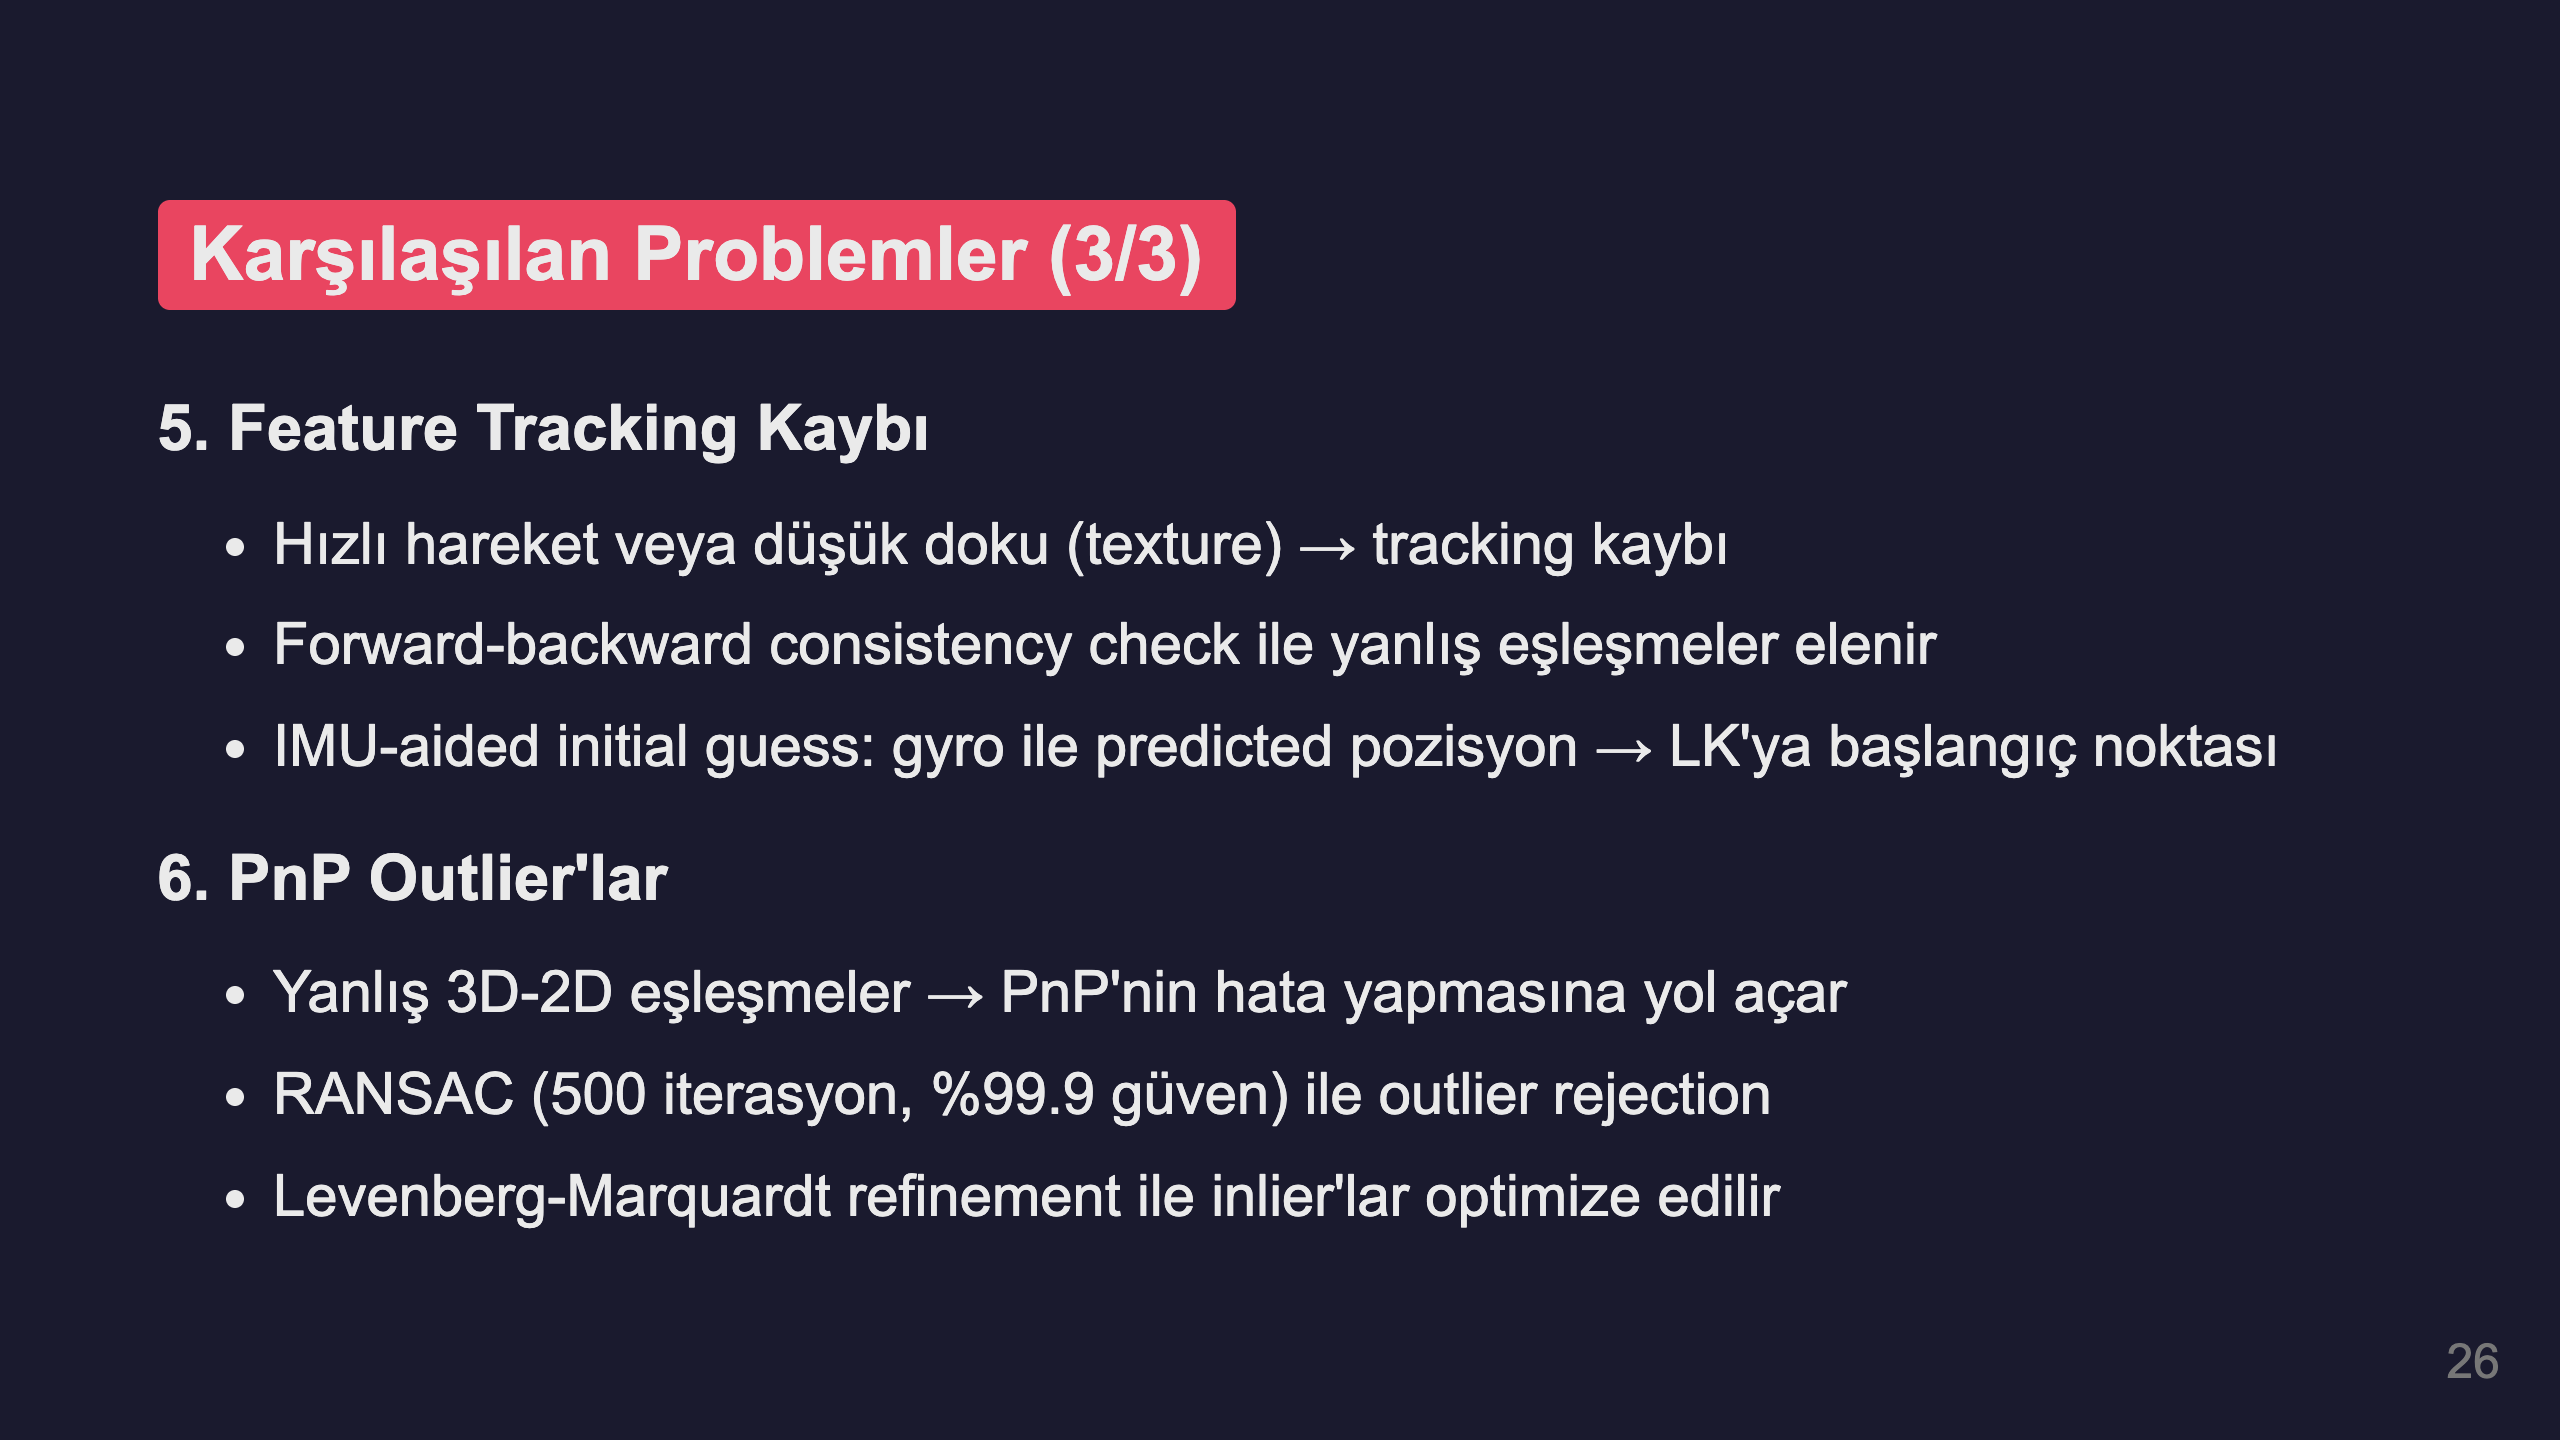 Karşılaşılan Problemler (3/3)
5. Feature Tracking Kaybı
• Hızlı hareket veya düşük doku (texture) → tracking kaybı
• Forward-backward consistency check ile yanlış eşleşmeler elenir
• IMU-aided initial guess: gyro ile predicted pozisyon → LK'ya başlangıç noktası
6. PnP Outlier'lar
• Yanlış 3D-2D eşleşmeler → PnP'nin hata yapmasına yol açar
• RANSAC (500 iterasyon, %99.9 güven) ile outlier rejection
• Levenberg-Marquardt refinement ile inlier'lar optimize edilir
26